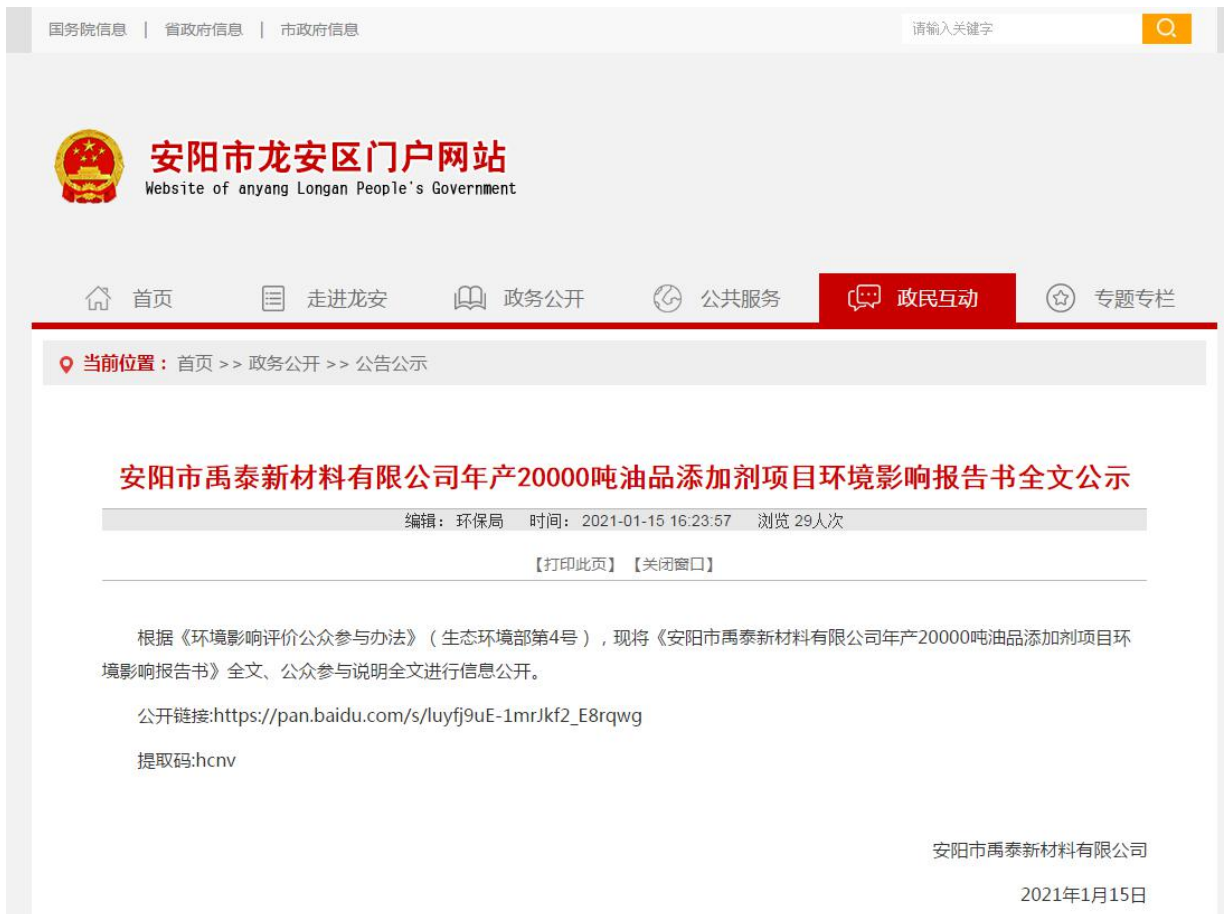 国务院信息 | 省政府信息 | 市政府信息 请输入关键字
安阳市龙安区门户网站
Website of anyang Longan People's Government
首页 走进龙安 政务公开 公共服务 政民互动 专题专栏
当前位置：首页 >> 政务公开 >> 公告公示
安阳市禹泰新材料有限公司年产20000吨油品添加剂项目环境影响报告书全文公示
编辑：环保局 时间：2021-01-15 16:23:57 浏览 29人次
【打印此页】【关闭窗口】
根据《环境影响评价公众参与办法》（生态环境部第4号），现将《安阳市禹泰新材料有限公司年产20000吨油品添加剂项目环
境影响报告书》全文、公众参与说明全文进行信息公开。
公开链接:https://pan.baidu.com/s/luyfj9uE-1mrJkf2_E8rqwg
提取码:hcnv
安阳市禹泰新材料有限公司
2021年1月15日